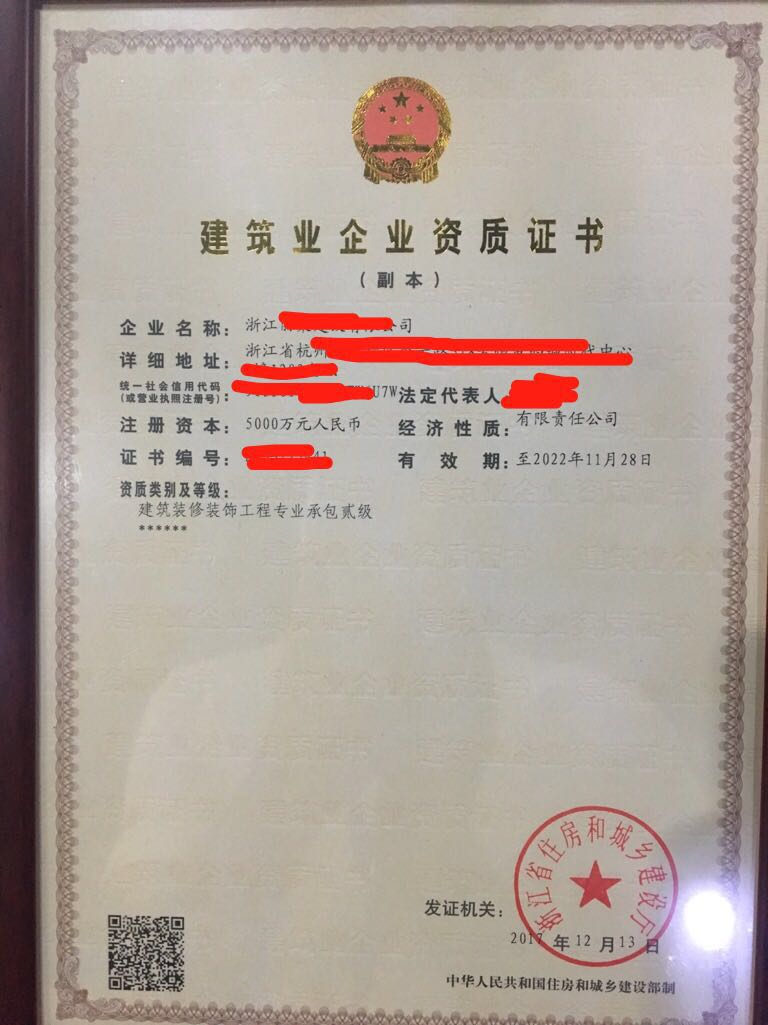 建筑业企业资质证书
（副本）
企业名称：浙江 公司
详细地址：浙江省杭州 中心
统一社会信用代码
（或营业执照注册号）： U7W 法定代表人
注册资本：5000万元人民币 经济性质：有限责任公司
证书编号： 41 有效期：至2022年11月28日
资质类别及等级：
建筑装修装饰工程专业承包贰级
******
浙江省住房和城乡建设厅
发证机关：
2017年12月13日
中华人民共和国住房和城乡建设部制